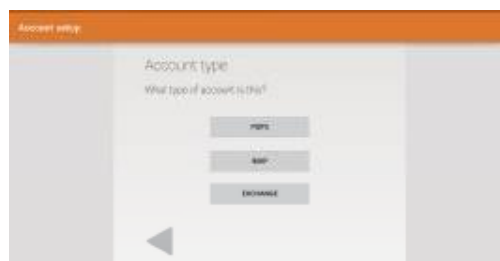 Account setup
Account type
What type of account is this?
POP3
IMAP
EXCHANGE